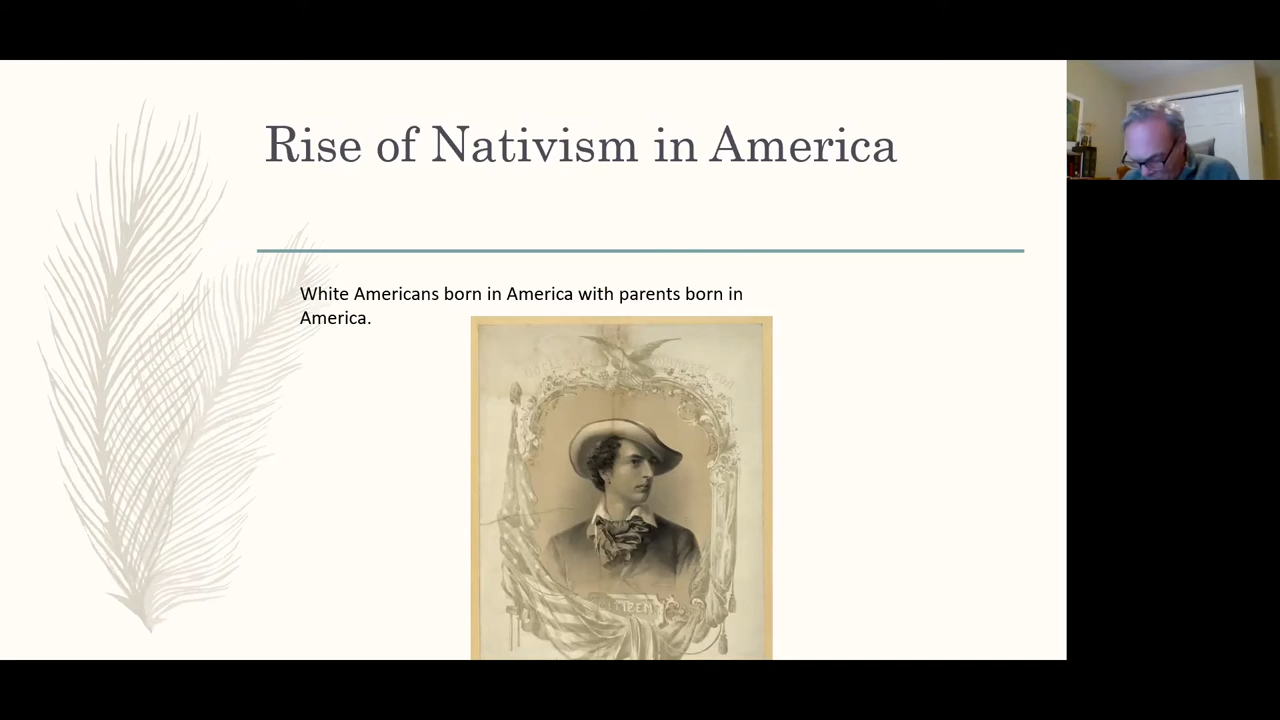 Rise of Nativism in America
White Americans born in America with parents born in
America.